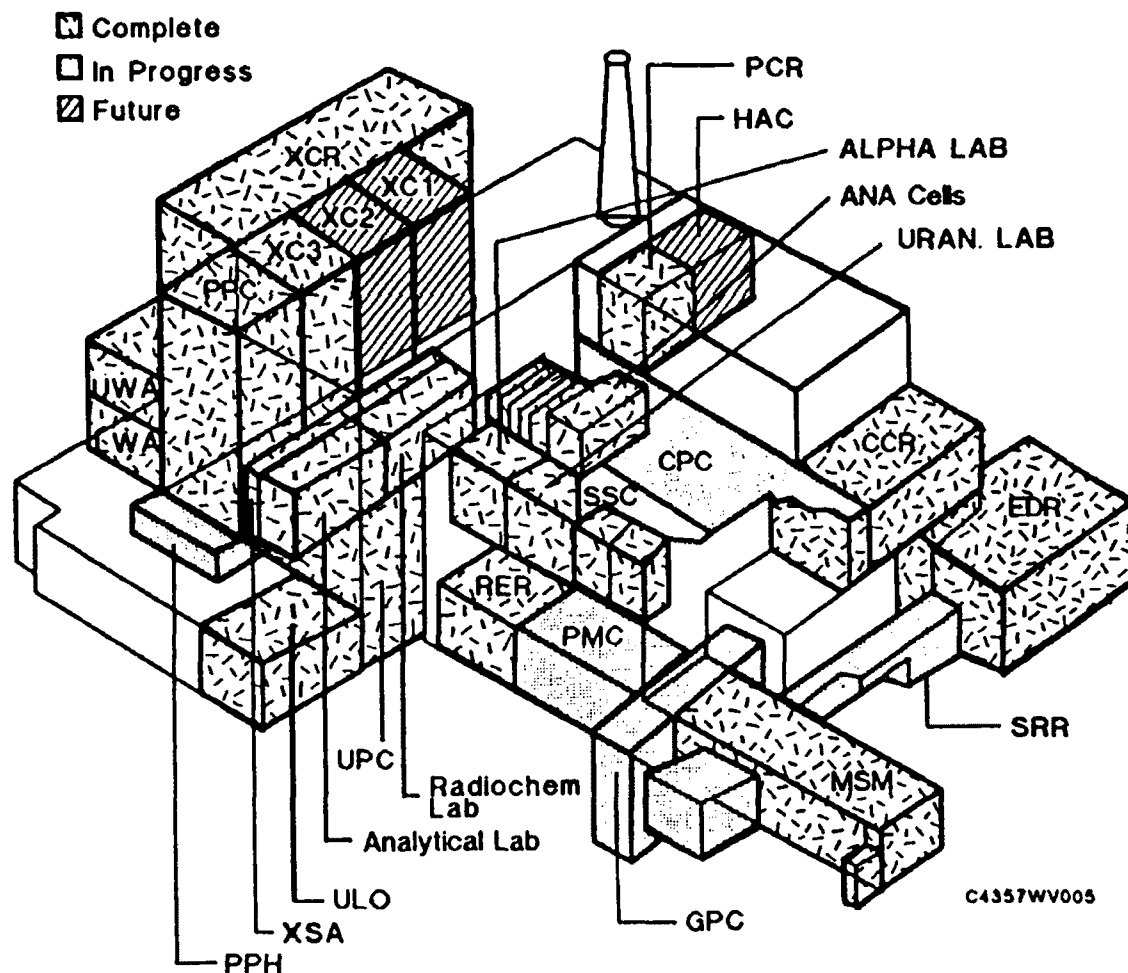 Complete
In Progress
Future
PCR
HAC
ALPHA LAB
ANA Cells
URAN. LAB
XCR
XC1
XC2
XC3
PPC
UWA
LWA
CPC
CCR
SSC
EDR
RER
PMC
SRR
MSM
UPC
Radiochem
Lab
Analytical Lab
ULO
XSA
PPH
GPC
C4357WV005